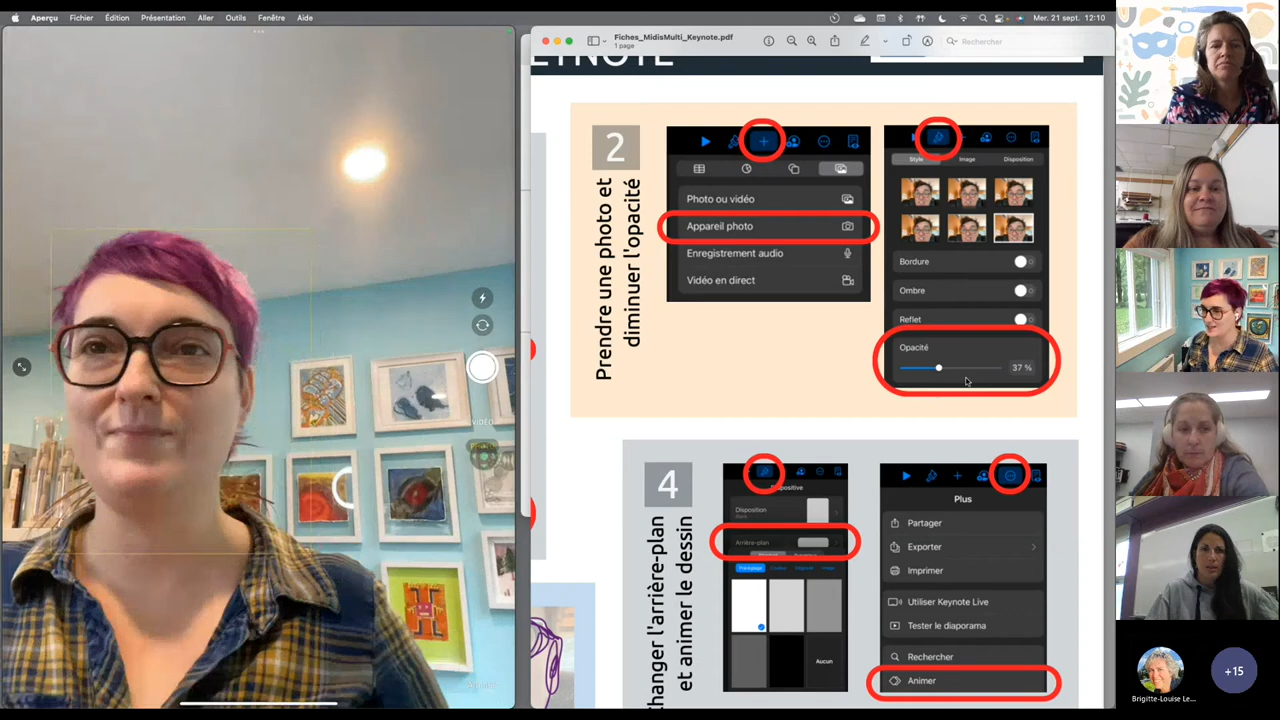 Aperçu Fichier Édition Présentation Aller Outils Fenêtre Aide
Mer. 21 sept. 12:10
Fiches_MidisMulti_Keynote.pdf
1 page
Rechercher
KEYNOTE
2
Prendre une photo et
diminuer l'opacité
Photo ou vidéo
Appareil photo
Enregistrement audio
Vidéo en direct
Style Image Disposition
Bordure
Ombre
Reflet
Opacité
37 %
VIDÉO
4
changer l'arrière-plan
et animer le dessin
Disposition
Arrière-plan
Aucun
Plus
Partager
Exporter
Imprimer
Utiliser Keynote Live
Tester le diaporama
Rechercher
Animer
Brigitte-Louise Le...
+15